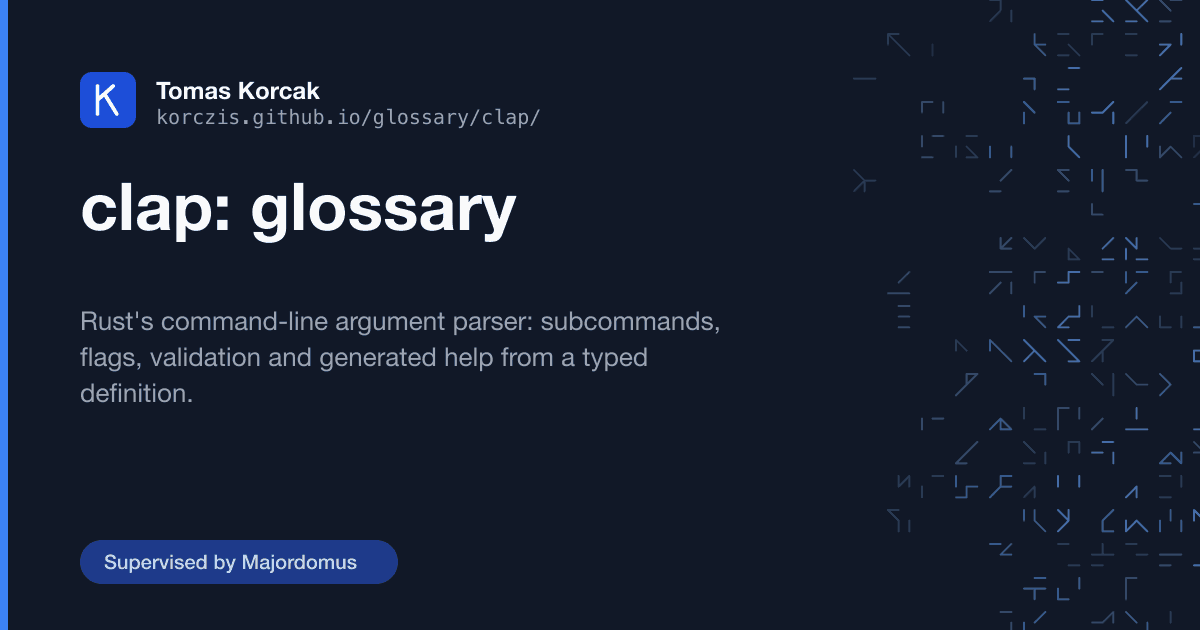 K
Tomas Korcak
korczis.github.io/glossary/clap/
clap: glossary
Rust's command-line argument parser: subcommands,
flags, validation and generated help from a typed
definition.
Supervised by Majordomus